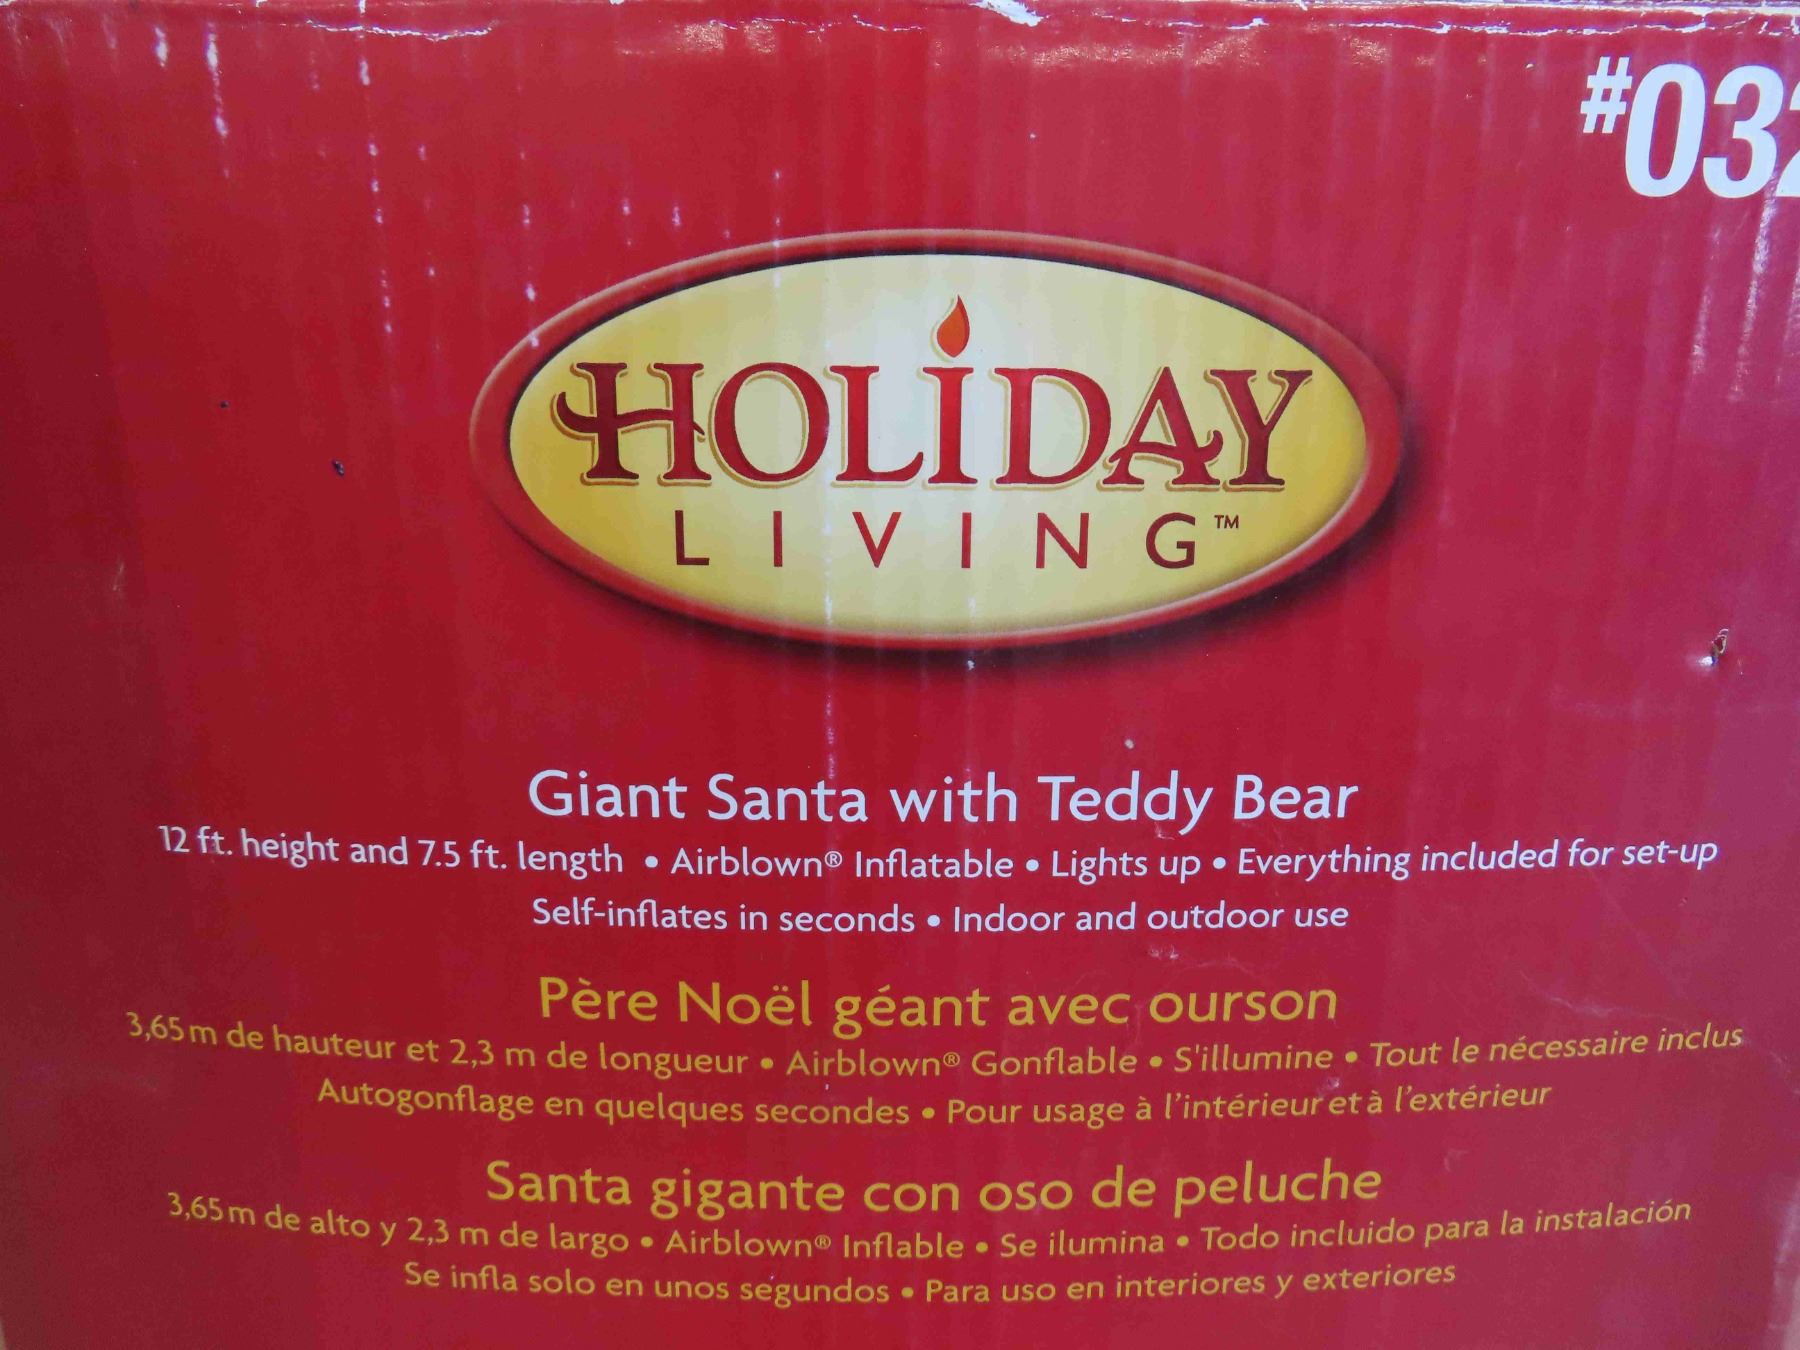 #03
HOLIDAY
LIVING™
Giant Santa with Teddy Bear
12 ft. height and 7.5 ft. length • Airblown® Inflatable • Lights up • Everything included for set-up
Self-inflates in seconds • Indoor and outdoor use
Père Noël géant avec ourson
3,65 m de hauteur et 2,3 m de longueur • Airblown® Gonflable • S'illumine • Tout le nécessaire inclus
Autogonflage en quelques secondes • Pour usage à l'intérieur et à l'extérieur
Santa gigante con oso de peluche
3,65 m de alto y 2,3 m de largo • Airblown® Inflable • Se ilumina • Todo incluido para la instalación
Se infla solo en unos segundos • Para uso en interiores y exteriores